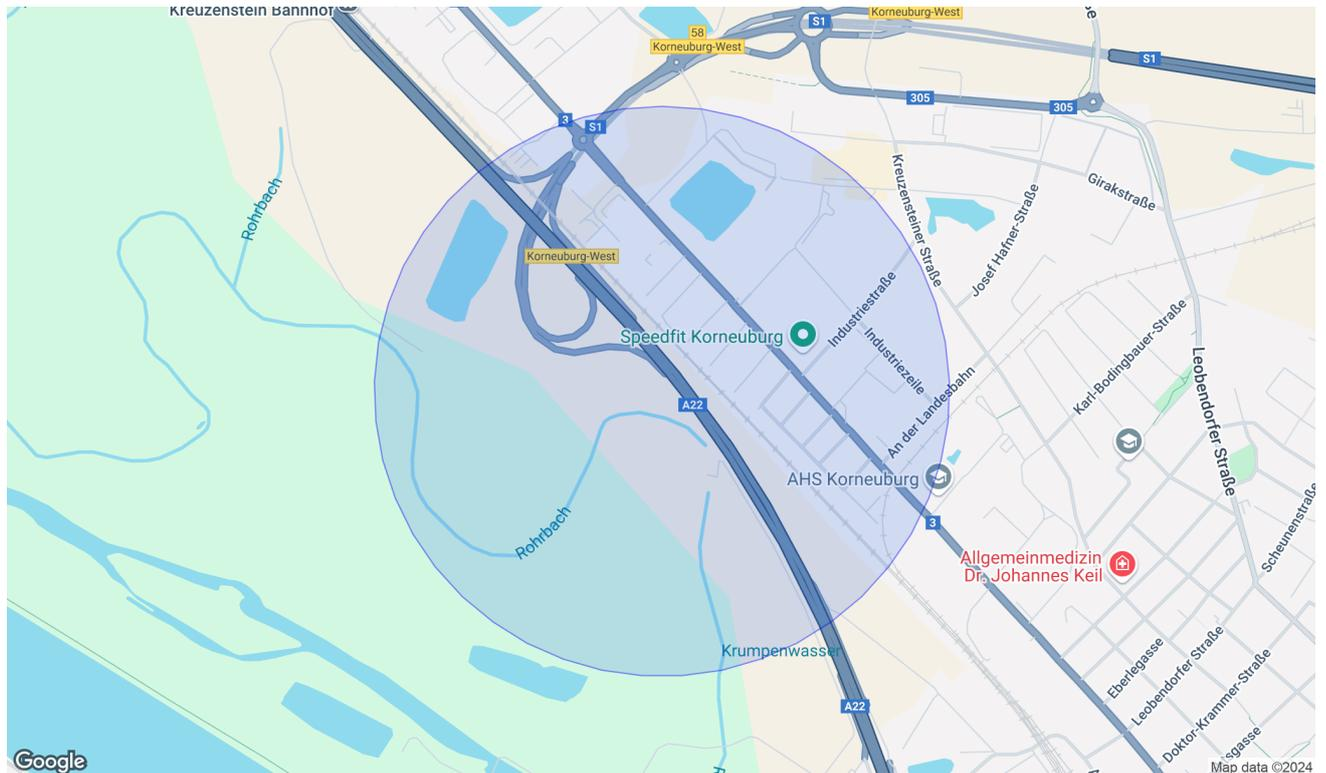 Kreuzenstein Bahnhof
S1
Korneuburg-West
58
Korneuburg-West
S1
305
305
3
S1
Rohrbach
Kreuzensteiner Straße
Girakstraße
Josef Hafner-Straße
Korneuburg-West
Industriestraße
Speedfit Korneuburg
Industriezeile
Karl-Bodingbauer-Straße
Leobendorfer Straße
A22
An der Landesbahn
AHS Korneuburg
3
Rohrbach
Scheunenstraße
Allgemeinmedizin
Dr. Johannes Keil
Krumpenwasser
Eberlegasse
Leobendorfer Straße
Doktor-Krammer-Straße
A22
Google
Map data ©2024